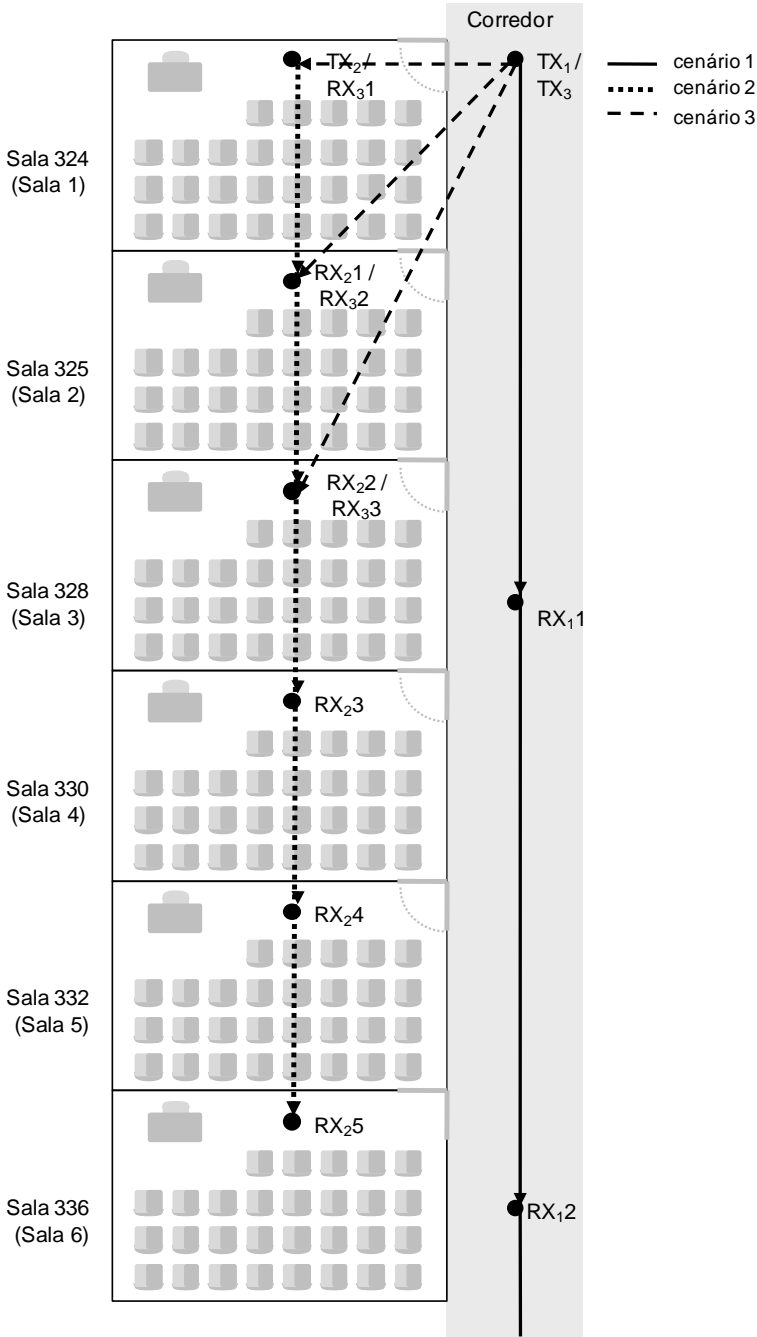 Corredor
TX₂/
RX₃1
TX₁/
TX₃
cenário 1
cenário 2
cenário 3
Sala 324
(Sala 1)
RX₂1 /
RX₃2
Sala 325
(Sala 2)
RX₂2 /
RX₃3
Sala 328
(Sala 3)
RX₁1
RX₂3
Sala 330
(Sala 4)
RX₂4
Sala 332
(Sala 5)
RX₂5
Sala 336
(Sala 6)
RX₁2